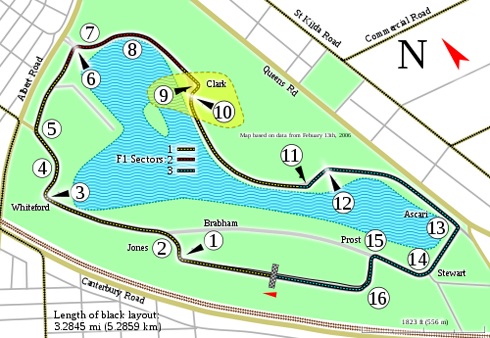 St Kilda Road
Commercial Road
N
Queens Rd
Albert Road
7
8
6
Clark
9
10
Map based on data from Febuary 13th, 2006
5
F1 Sectors:
1
2
3
11
4
3
12
Whiteford
Ascari
13
Brabham
Jones
2
1
Prost
15
14
Stewart
Canterbury Road
16
Length of black layout:
3.2845 mi (5.2859 km)
1823 ft (556 m)